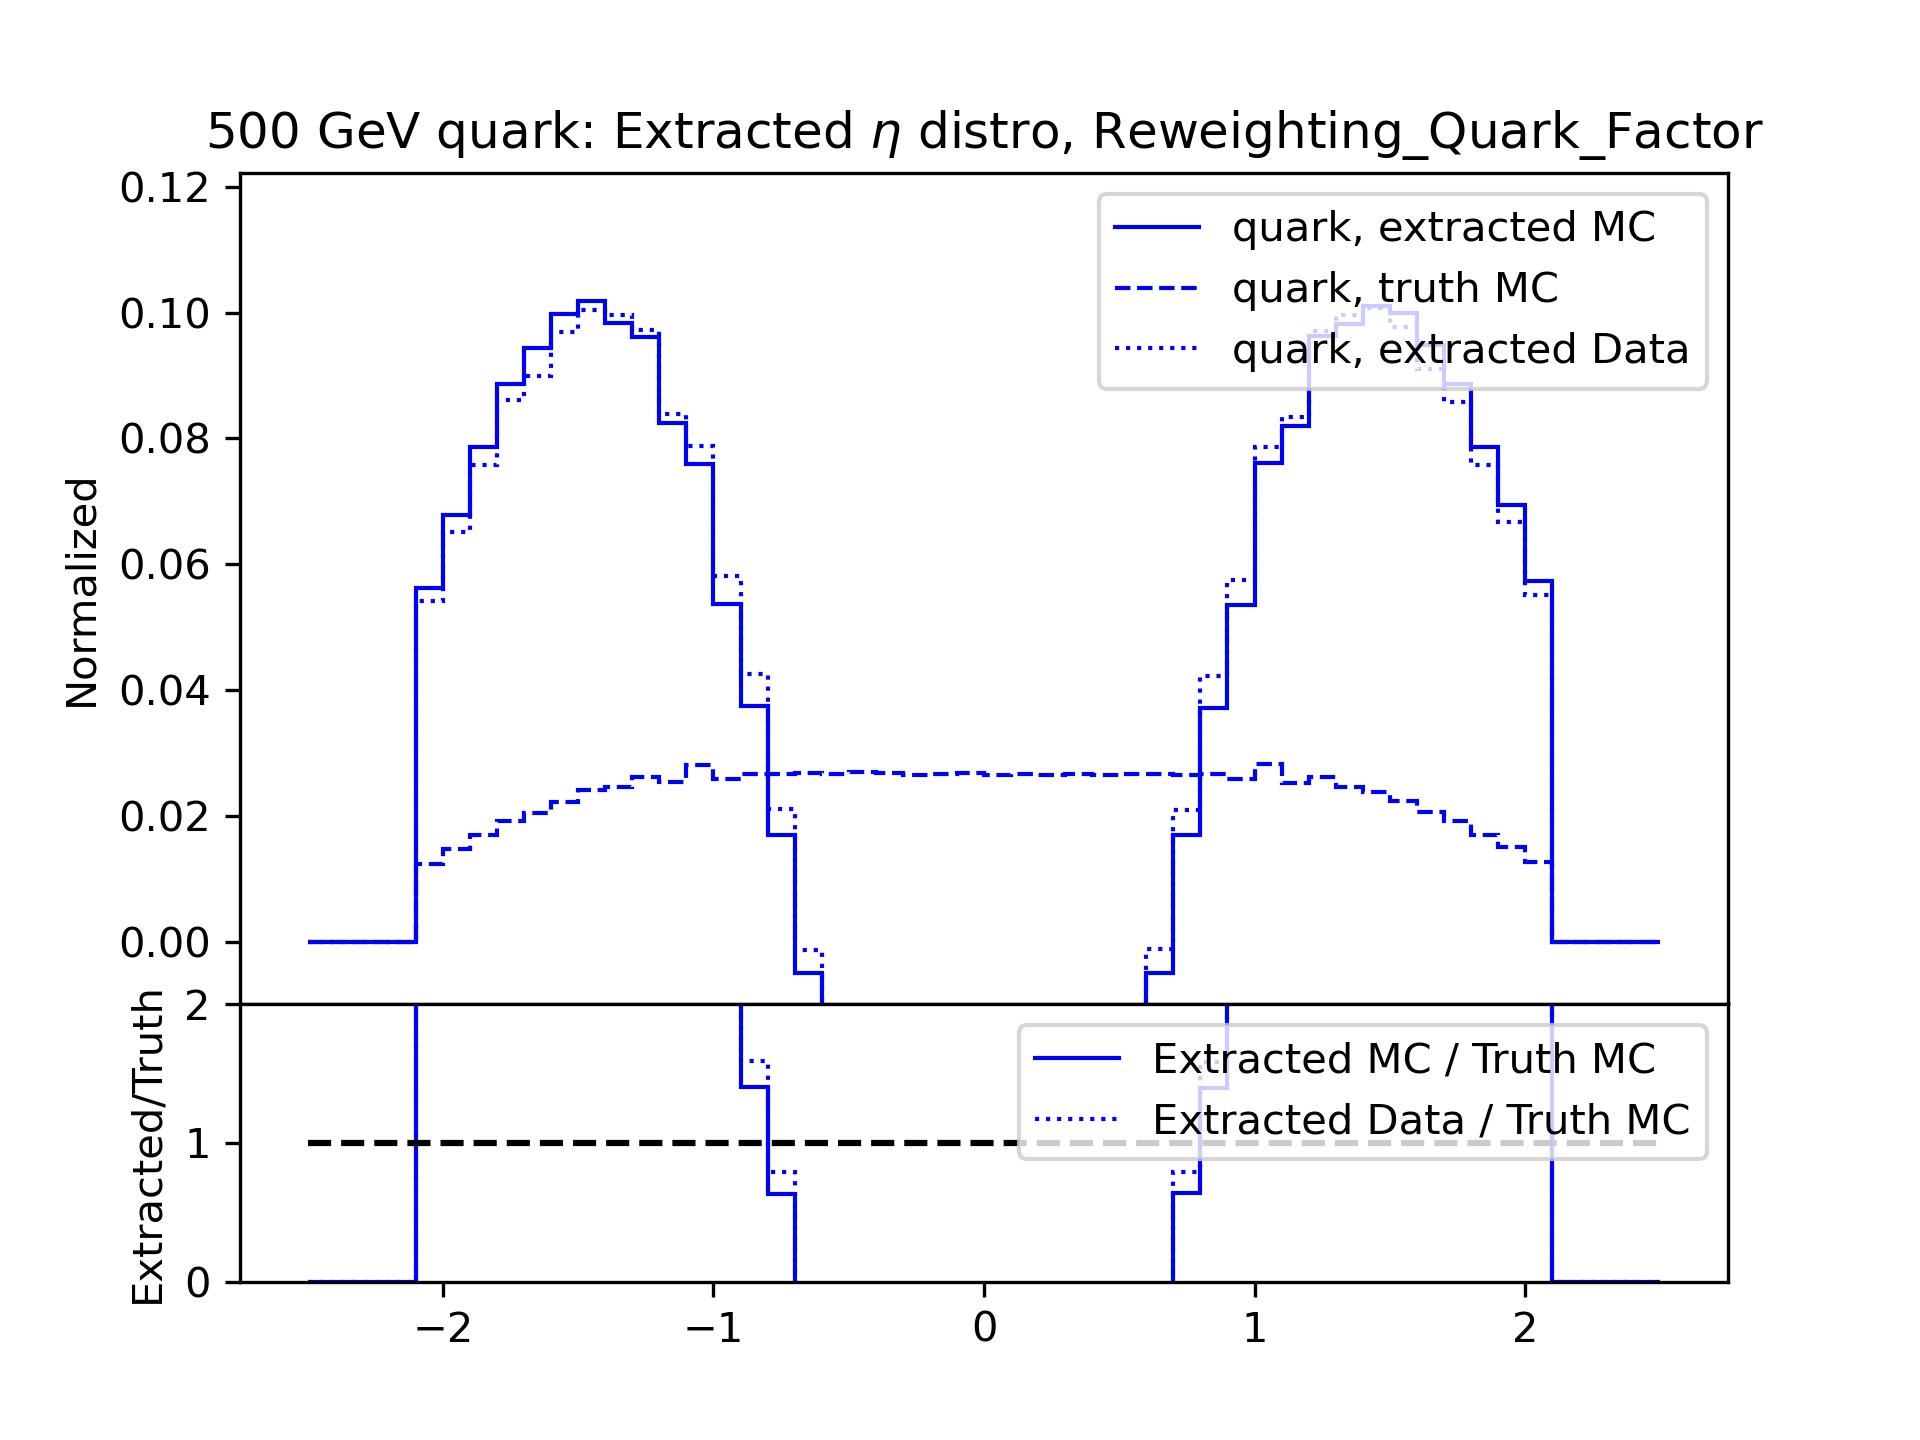 500 GeV quark: Extracted η distro, Reweighting_Quark_Factor
0.12
0.10
0.08
0.06
0.04
0.02
0.00
Normalized
quark, extracted MC
quark, truth MC
quark, extracted Data
2
1
0
Extracted/Truth
Extracted MC / Truth MC
Extracted Data / Truth MC
−2 −1 0 1 2